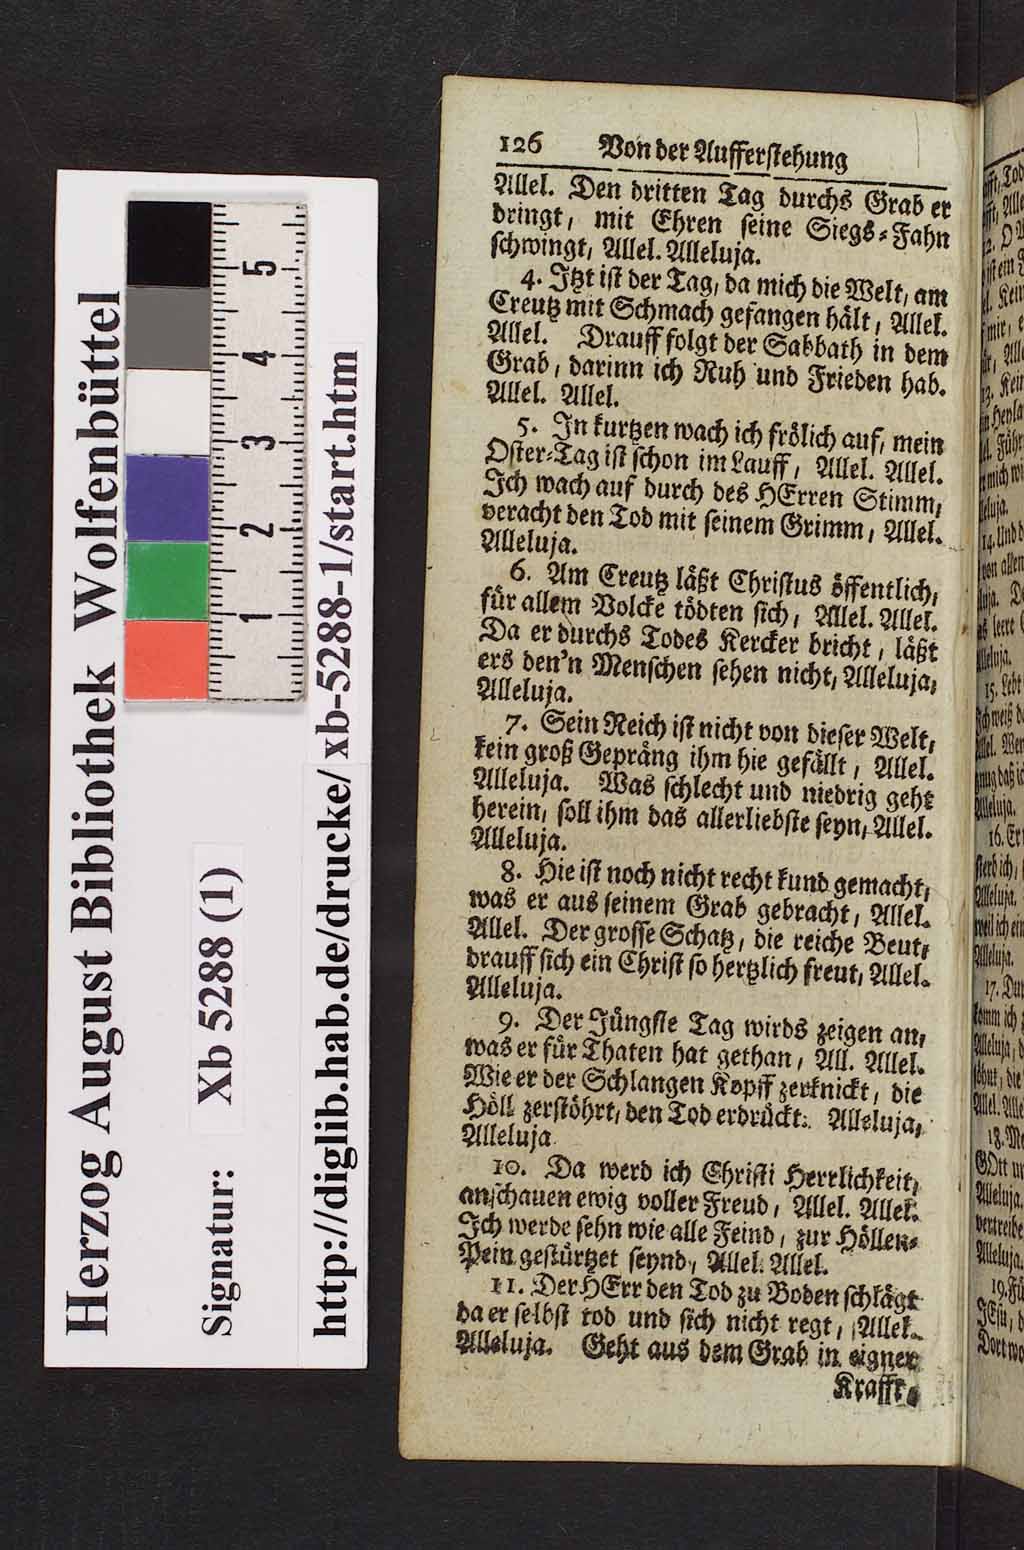 Herzog August Bibliothek Wolfenbüttel
Signatur: Xb 5288 (1)
http://diglib.hab.de/drucke/xb-5288-1/start.htm
1 2 3 4 5
126 Von der Aufferstehung
Allel. Den dritten Tag durchs Grab er
dringt, mit Ehren seine Siegs-Fahn
schwingt, Allel. Alleluja.
4. Itzt ist der Tag, da mich die Welt, am
Creutz mit Schmach gefangen hält, Allel.
Allel. Drauff folgt der Sabbath in dem
Grab, darinn ich Ruh und Frieden hab.
Allel. Allel.
5. In kurtzen wach ich frölich auf, mein
Oster-Tag ist schon im Lauff, Allel. Allel.
Ich wach auf durch des HErren Stimm,
veracht den Tod mit seinem Grimm, Allel.
Alleluja.
6. Am Creutz läßt Christus öffentlich,
für allem Volcke tödten sich, Allel. Allel.
Da er durchs Todes Kercker bricht, läßt
ers den'n Menschen sehen nicht, Alleluja,
Alleluja.
7. Sein Reich ist nicht von dieser Welt,
kein groß Gepräng ihm hie gefällt, Allel.
Alleluja. Was schlecht und niedrig geht
herein, soll ihm das allerliebste seyn, Allel.
Alleluja.
8. Hie ist noch nicht recht kund gemacht,
was er aus seinem Grab gebracht, Allel.
Allel. Der grosse Schatz, die reiche Beut,
drauff sich ein Christ so hertzlich freut, Allel.
Alleluja.
9. Der Jüngste Tag wirds zeigen an,
was er für Thaten hat gethan, All. Allel.
Wie er der Schlangen Kopff zerknickt, die
Höll zerstöhrt, den Tod erdrückt. Alleluja,
Alleluja
10. Da werd ich Christi Herrlichkeit,
anschauen ewig voller Freud, Allel. Allel.
Ich werde sehn wie alle Feind, zur Höllen-
Pein gestürtzet seynd, Allel. Allel.
11. Der HErr den Tod zu Boden schlägt
da er selbst tod und sich nicht regt, Allel.
Alleluja. Geht aus dem Grab in eigner
Krafft,